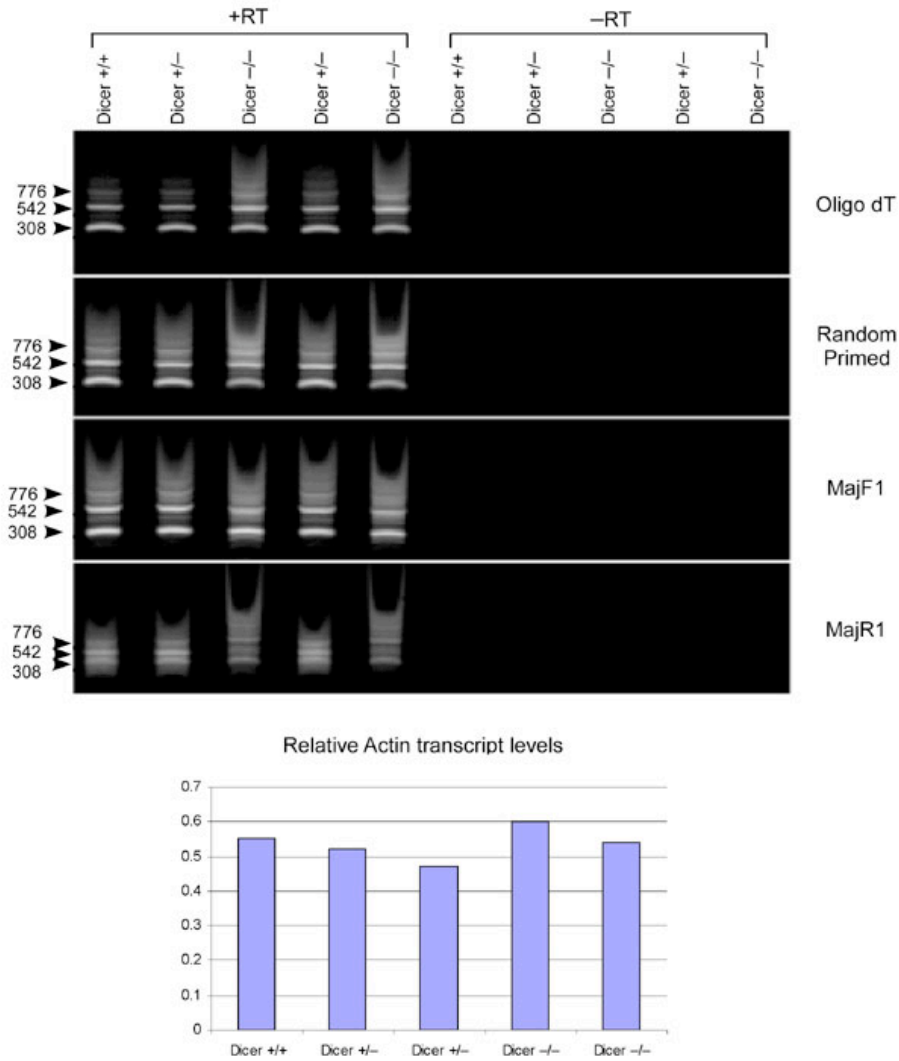 +RT –RT
Dicer +/+ Dicer +/– Dicer –/– Dicer +/– Dicer –/– Dicer +/+ Dicer +/– Dicer –/– Dicer +/– Dicer –/–
776
542
308
Oligo dT
776
542
308
Random
Primed
776
542
308
MajF1
776
542
308
MajR1
Relative Actin transcript levels
0.7
0.6
0.5
0.4
0.3
0.2
0.1
0
Dicer +/+ Dicer +/– Dicer +/– Dicer –/– Dicer –/–